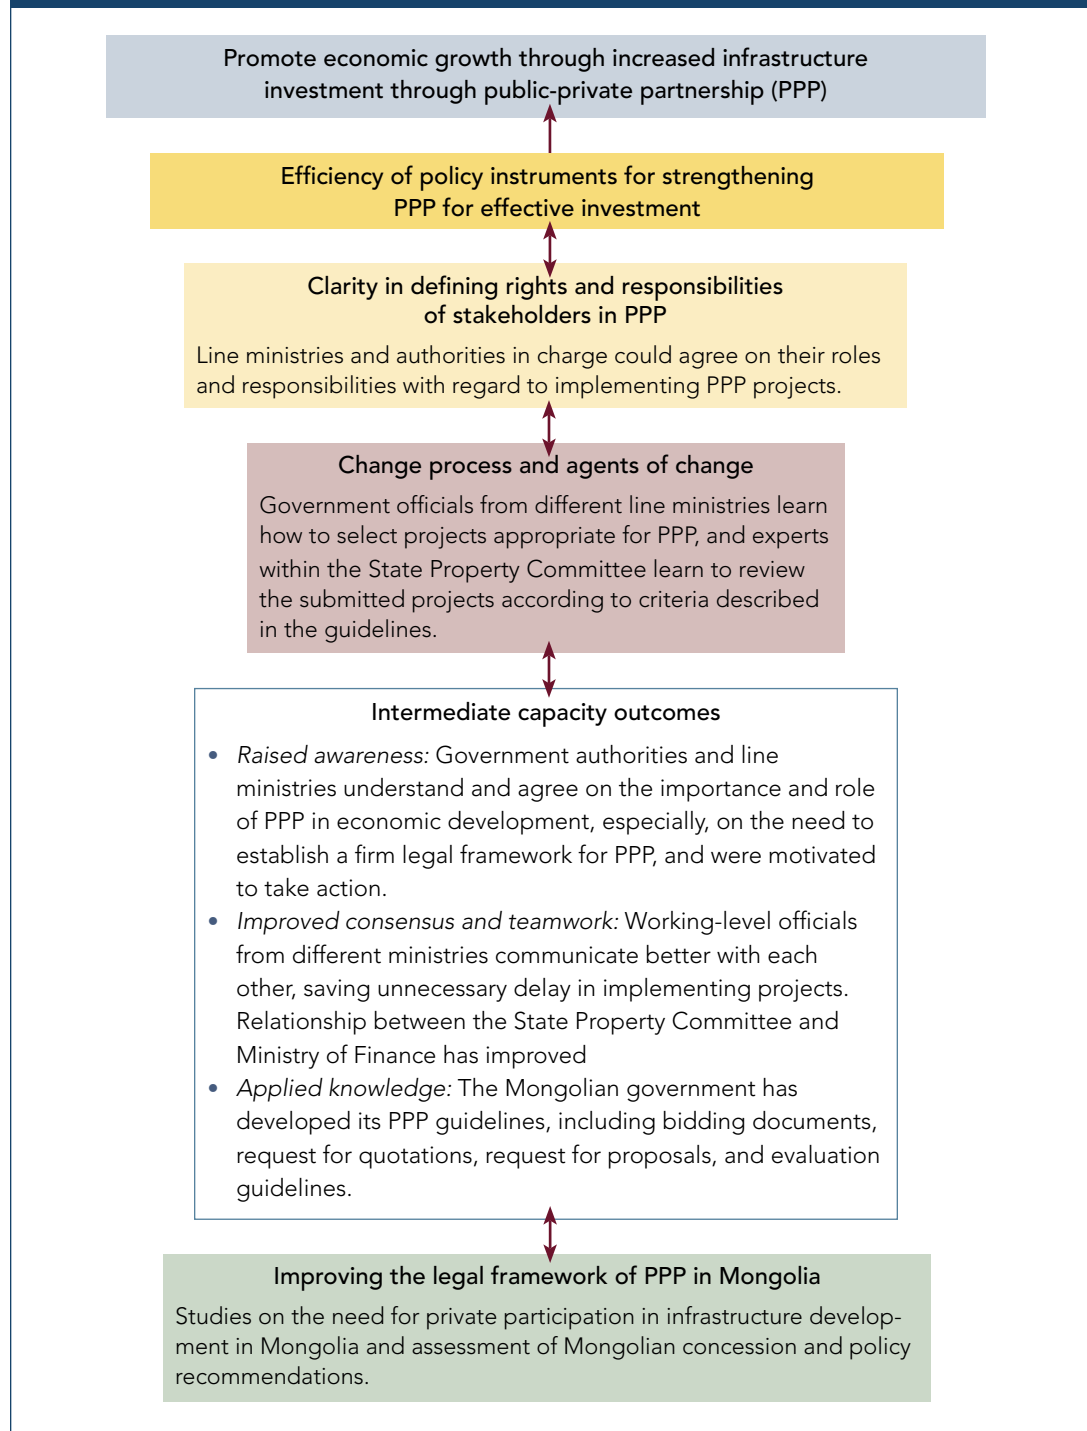 Promote economic growth through increased infrastructure
investment through public-private partnership (PPP)
Efficiency of policy instruments for strengthening
PPP for effective investment
Clarity in defining rights and responsibilities
of stakeholders in PPP
Line ministries and authorities in charge could agree on their roles
and responsibilities with regard to implementing PPP projects.
Change process and agents of change
Government officials from different line ministries learn
how to select projects appropriate for PPP, and experts
within the State Property Committee learn to review
the submitted projects according to criteria described
in the guidelines.
Intermediate capacity outcomes
• Raised awareness: Government authorities and line
ministries understand and agree on the importance and role
of PPP in economic development, especially, on the need to
establish a firm legal framework for PPP, and were motivated
to take action.
• Improved consensus and teamwork: Working-level officials
from different ministries communicate better with each
other, saving unnecessary delay in implementing projects.
Relationship between the State Property Committee and
Ministry of Finance has improved
• Applied knowledge: The Mongolian government has
developed its PPP guidelines, including bidding documents,
request for quotations, request for proposals, and evaluation
guidelines.
Improving the legal framework of PPP in Mongolia
Studies on the need for private participation in infrastructure develop-
ment in Mongolia and assessment of Mongolian concession and policy
recommendations.